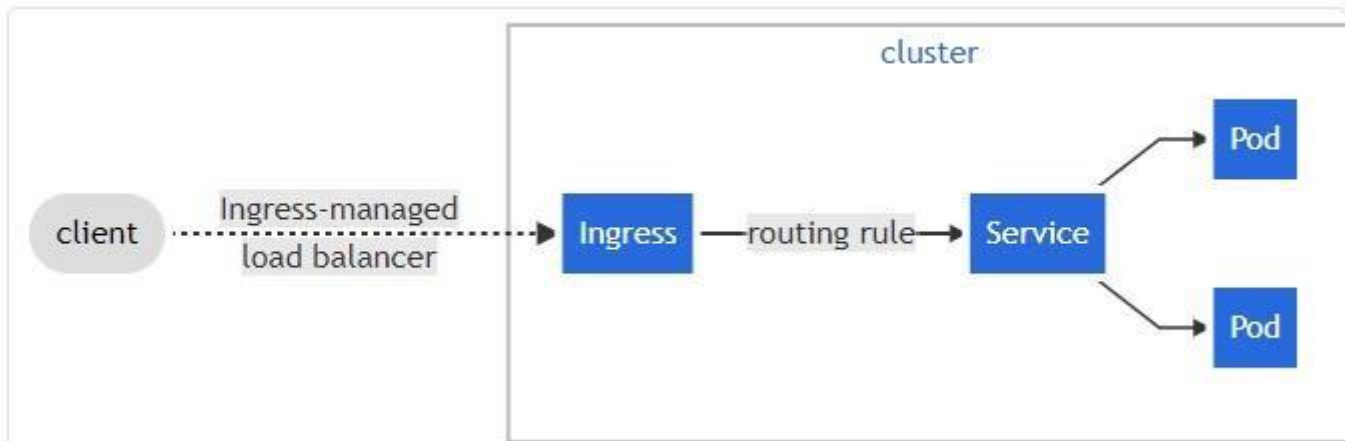 cluster
Pod
client
Ingress-managed
load balancer
Ingress
routing rule
Service
Pod